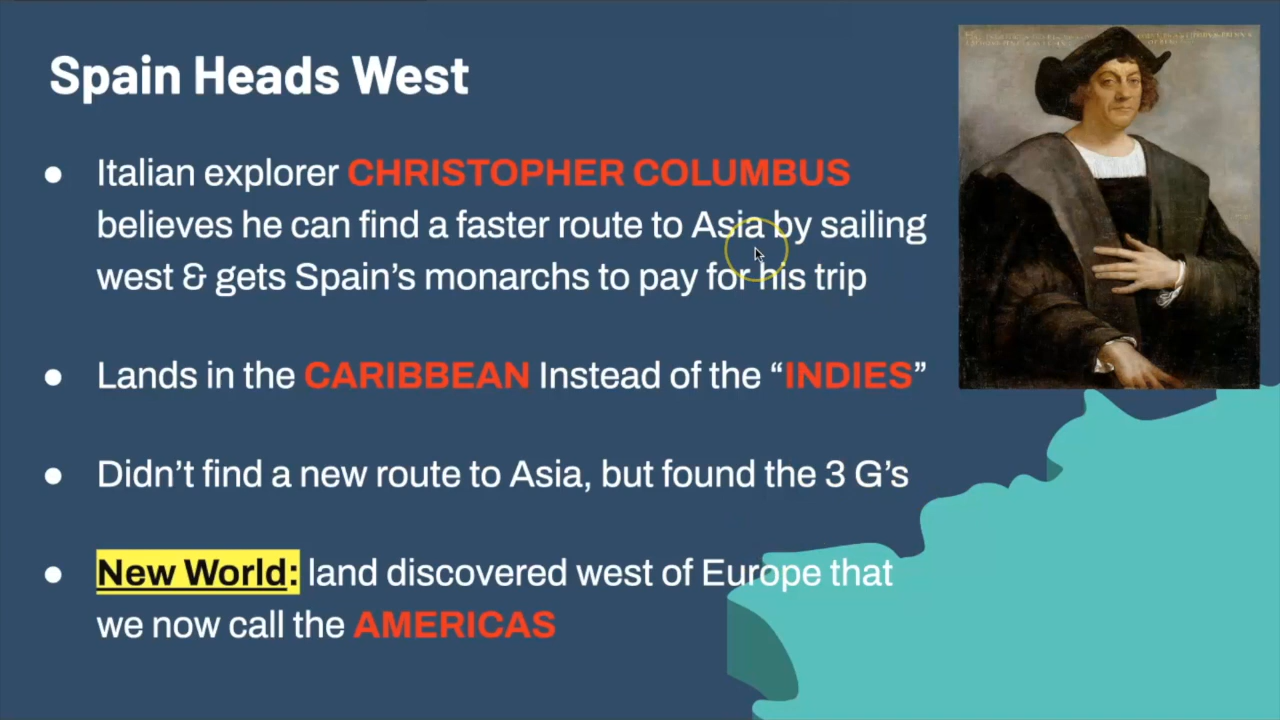 Spain Heads West
● Italian explorer CHRISTOPHER COLUMBUS
believes he can find a faster route to Asia by sailing
west & gets Spain’s monarchs to pay for his trip
● Lands in the CARIBBEAN Instead of the “INDIES”
● Didn’t find a new route to Asia, but found the 3 G’s
● New World: land discovered west of Europe that
we now call the AMERICAS